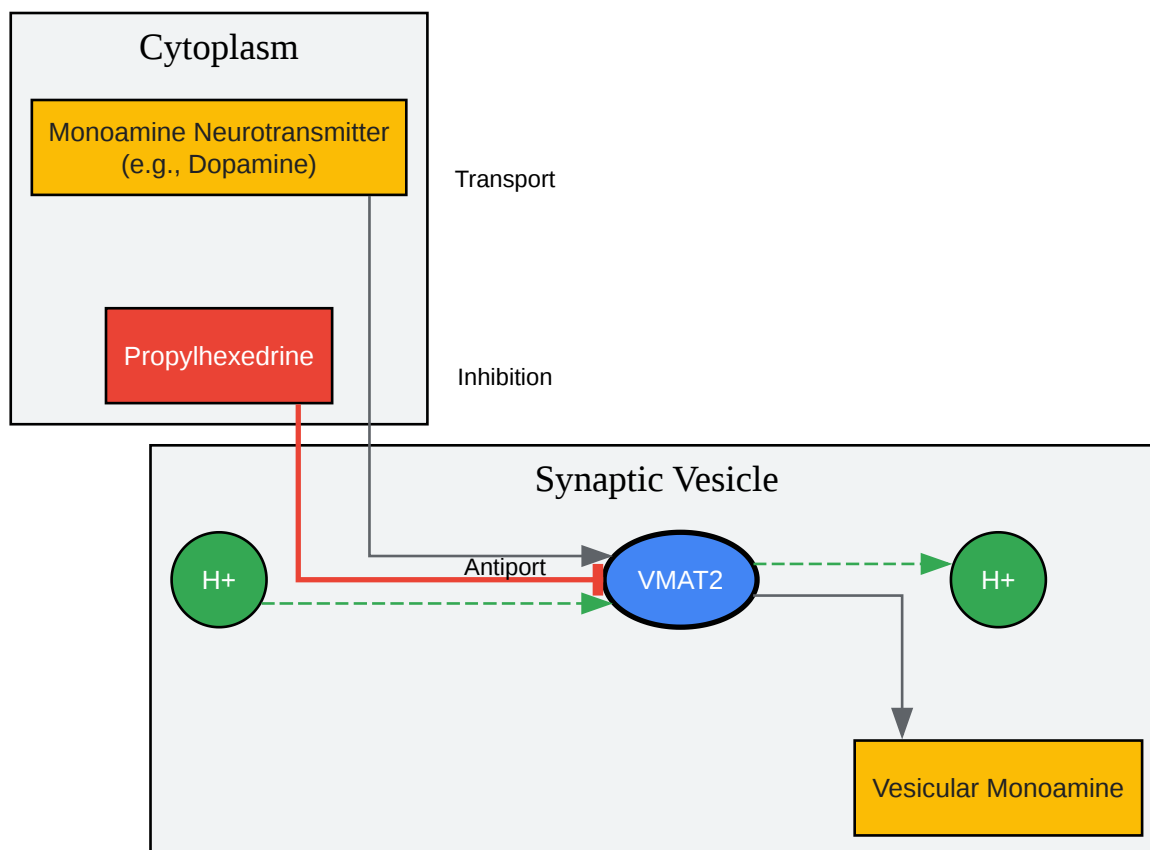 Cytoplasm
Monoamine Neurotransmitter
(e.g., Dopamine)
Transport
Propylhexedrine
Inhibition
Synaptic Vesicle
H+
Antiport
VMAT2
H+
Vesicular Monoamine